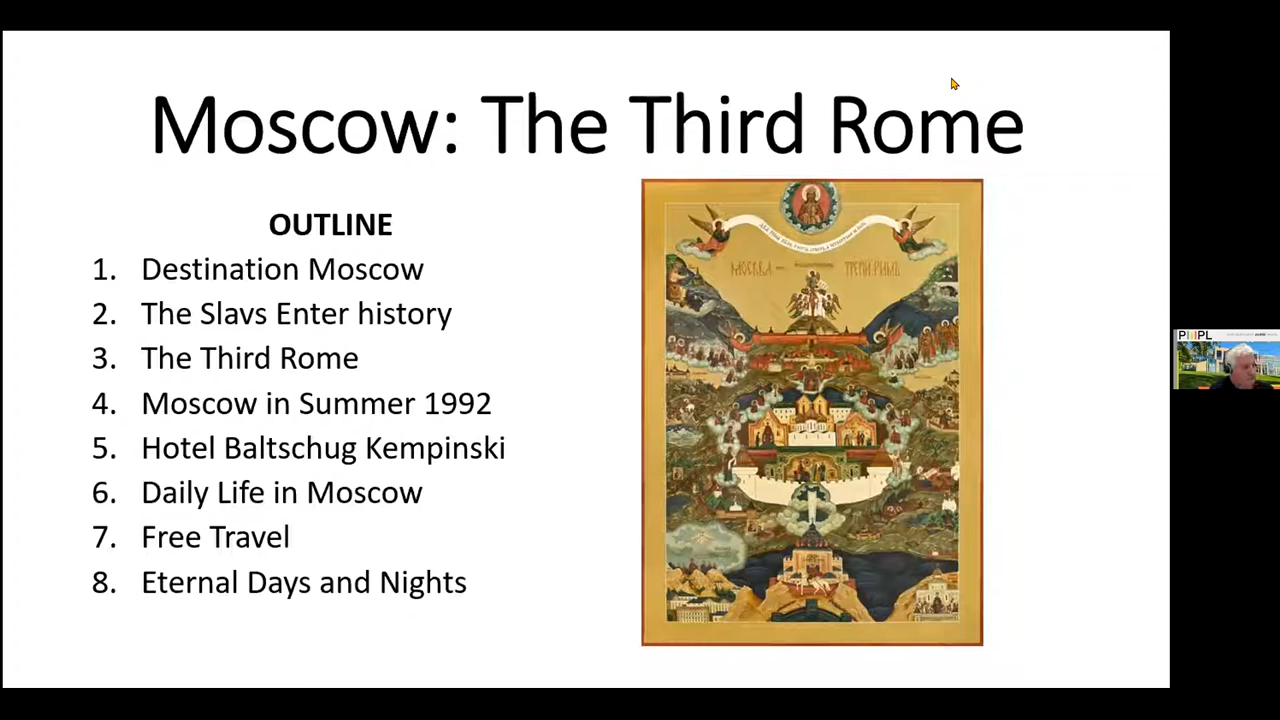 Moscow: The Third Rome
OUTLINE
1. Destination Moscow
2. The Slavs Enter history
3. The Third Rome
4. Moscow in Summer 1992
5. Hotel Baltschug Kempinski
6. Daily Life in Moscow
7. Free Travel
8. Eternal Days and Nights
МОСКВА